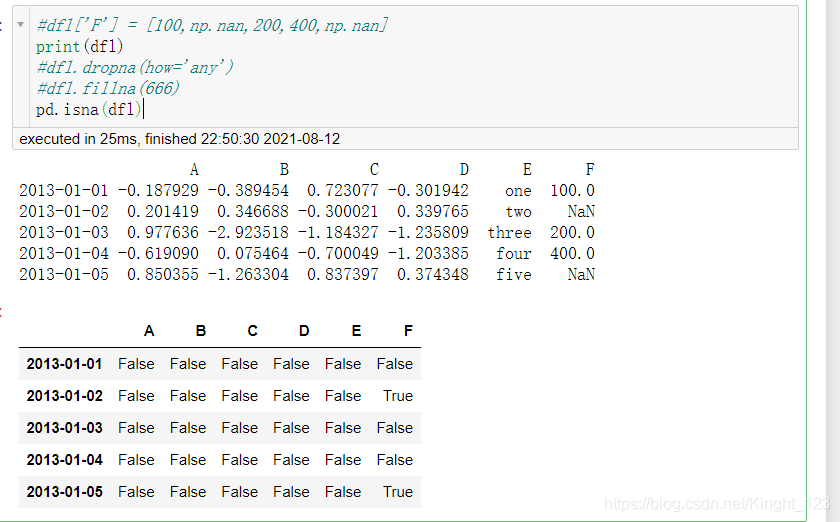 #df1['F'] = [100,np.nan,200,400,np.nan]
print(df1)
#df1.dropna(how='any')
#df1.fillna(666)
pd.isna(df1)
executed in 25ms, finished 22:50:30 2021-08-12
A B C D E F
2013-01-01 -0.187929 -0.389454 0.723077 -0.301942 one 100.0
2013-01-02 0.201419 0.346688 -0.300021 0.339765 two NaN
2013-01-03 0.977636 -2.923518 -1.184327 -1.235809 three 200.0
2013-01-04 -0.619090 0.075464 -0.700049 -1.203385 four 400.0
2013-01-05 0.850355 -1.263304 0.837397 0.374348 five NaN
A B C D E F
2013-01-01 False False False False False False
2013-01-02 False False False False False True
2013-01-03 False False False False False False
2013-01-04 False False False False False False
2013-01-05 False False False False False True
https://blog.csdn.net/Kinght_123